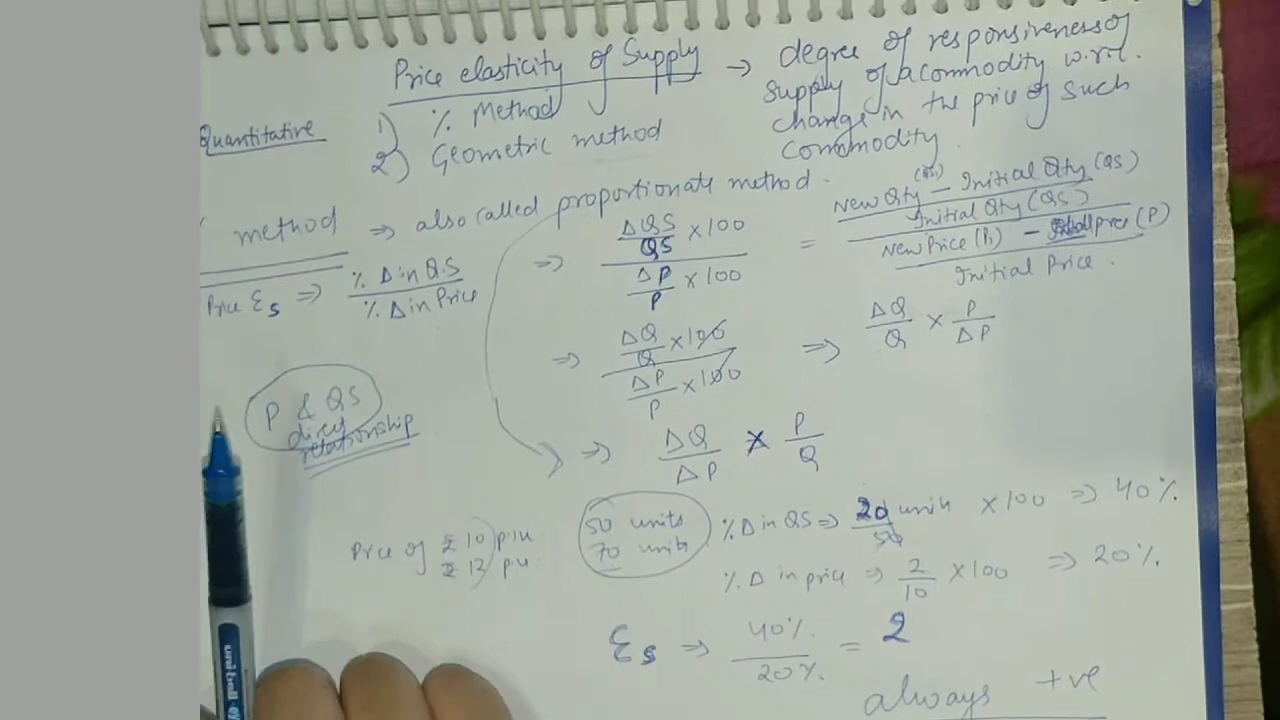 Price elasticity of Supply → degree of responsiveness of
supply of a commodity w.r.t.
change in the price of such
commodity.
Quantitative
1) % Method
2) Geometric method
method ⇒ also called proportionate method.
Price Es ⇒ % Δ in QS / % Δ in Price
⇒ ΔQS/QS × 100 / ΔP/P × 100 = New Qty (QS1) − Initial Qty (QS) / Initial Qty (QS) / New Price (P1) − Initial price (P) / Initial Price.
⇒ ΔQ/Q × 100 / ΔP/P × 100 ⇒ ΔQ/Q × P/ΔP
P & QS
direct
relationship
⇒ ΔQ/ΔP × P/Q
Price of ₹ 10 p.u. 50 units
₹ 12 p.u. 70 units
% Δ in QS ⇒ 20 units/50 × 100 ⇒ 40%
% Δ in price ⇒ 2/10 × 100 ⇒ 20%
Es ⇒ 40%/20% = 2
always +ve
uni-ball